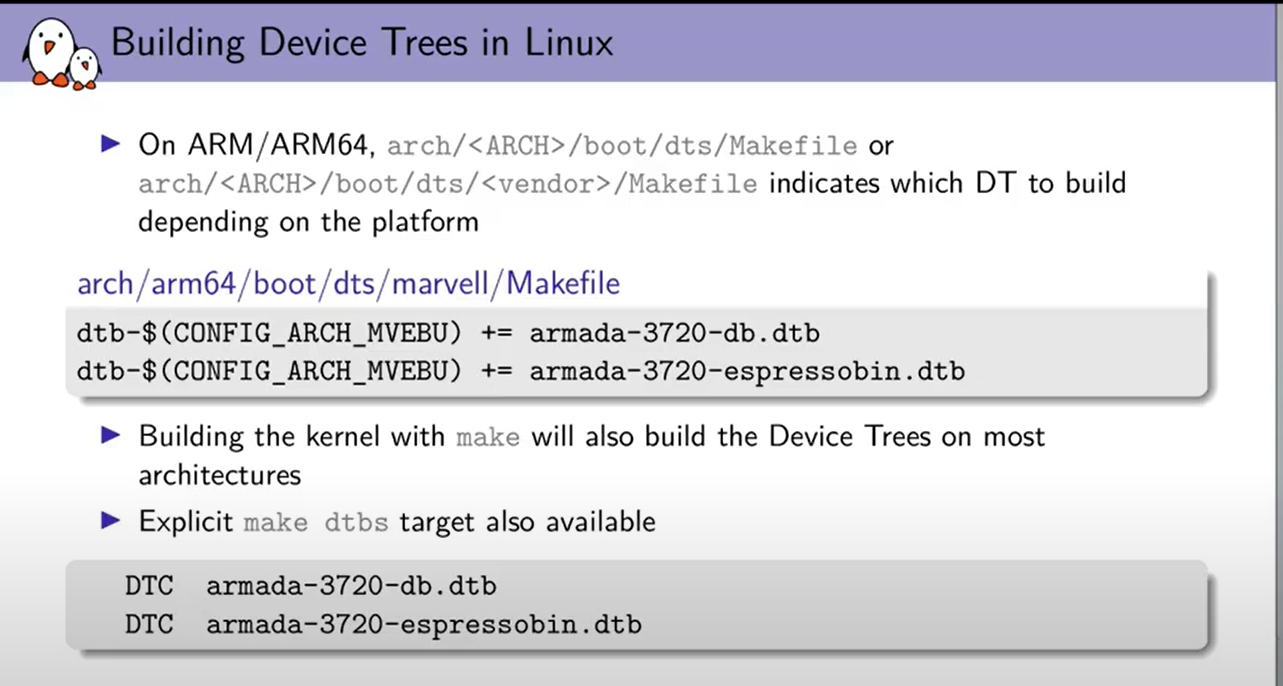 Building Device Trees in Linux
On ARM/ARM64, arch/<ARCH>/boot/dts/Makefile or
arch/<ARCH>/boot/dts/<vendor>/Makefile indicates which DT to build
depending on the platform
arch/arm64/boot/dts/marvell/Makefile
dtb-$(CONFIG_ARCH_MVEBU) += armada-3720-db.dtb
dtb-$(CONFIG_ARCH_MVEBU) += armada-3720-espressobin.dtb
Building the kernel with make will also build the Device Trees on most
architectures
Explicit make dtbs target also available
DTC armada-3720-db.dtb
DTC armada-3720-espressobin.dtb